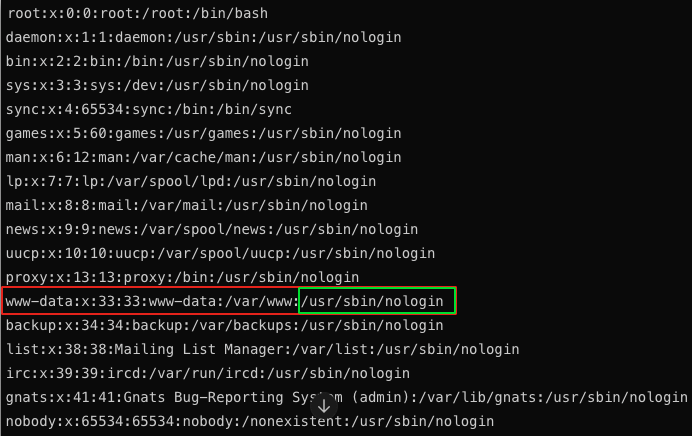 root:x:0:0:root:/root:/bin/bash
daemon:x:1:1:daemon:/usr/sbin:/usr/sbin/nologin
bin:x:2:2:bin:/bin:/usr/sbin/nologin
sys:x:3:3:sys:/dev:/usr/sbin/nologin
sync:x:4:65534:sync:/bin:/bin/sync
games:x:5:60:games:/usr/games:/usr/sbin/nologin
man:x:6:12:man:/var/cache/man:/usr/sbin/nologin
lp:x:7:7:lp:/var/spool/lpd:/usr/sbin/nologin
mail:x:8:8:mail:/var/mail:/usr/sbin/nologin
news:x:9:9:news:/var/spool/news:/usr/sbin/nologin
uucp:x:10:10:uucp:/var/spool/uucp:/usr/sbin/nologin
proxy:x:13:13:proxy:/bin:/usr/sbin/nologin
www-data:x:33:33:www-data:/var/www:/usr/sbin/nologin
backup:x:34:34:backup:/var/backups:/usr/sbin/nologin
list:x:38:38:Mailing List Manager:/var/list:/usr/sbin/nologin
irc:x:39:39:ircd:/var/run/ircd:/usr/sbin/nologin
gnats:x:41:41:Gnats Bug-Reporting System (admin):/var/lib/gnats:/usr/sbin/nologin
nobody:x:65534:65534:nobody:/nonexistent:/usr/sbin/nologin